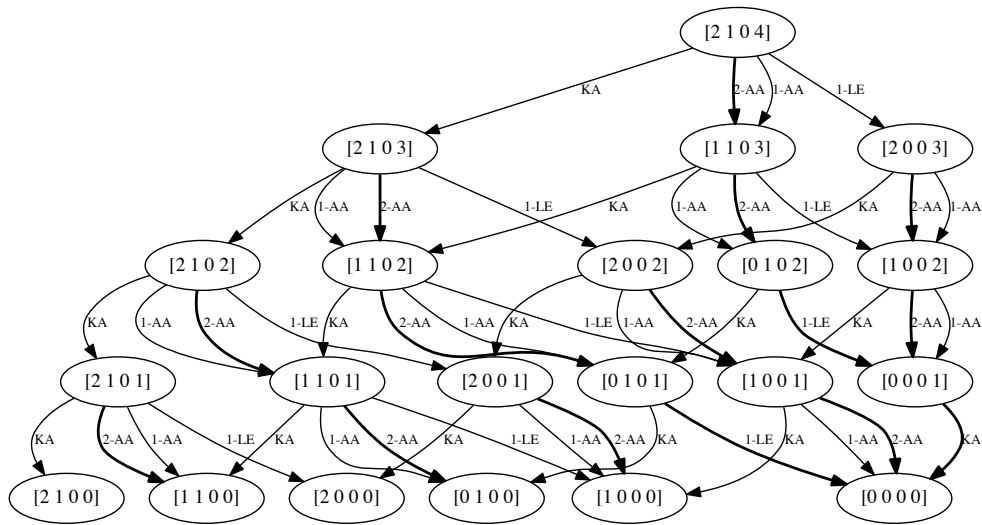 [2 1 0 4]
KA 2-AA 1-AA 1-LE
[2 1 0 3] [1 1 0 3] [2 0 0 3]
KA 1-AA 2-AA 1-LE KA 1-AA 2-AA 1-LE KA 2-AA 1-AA
[2 1 0 2] [1 1 0 2] [2 0 0 2] [0 1 0 2] [1 0 0 2]
KA 1-AA 2-AA 1-LE KA 2-AA 1-AA KA 1-LE 1-AA 2-AA KA 1-LE KA 2-AA 1-AA
[2 1 0 1] [1 1 0 1] [2 0 0 1] [0 1 0 1] [1 0 0 1] [0 0 0 1]
KA 2-AA 1-AA 1-LE KA 1-AA 2-AA KA 1-LE 1-AA 2-AA KA 1-LE KA 1-AA 2-AA KA
[2 1 0 0] [1 1 0 0] [2 0 0 0] [0 1 0 0] [1 0 0 0] [0 0 0 0]